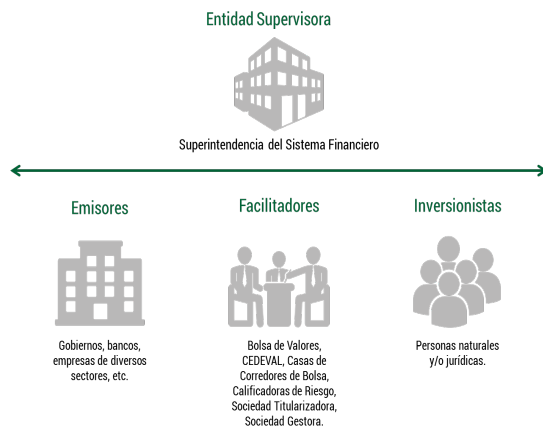 Entidad Supervisora
Superintendencia del Sistema Financiero
Emisores
Gobiernos, bancos,
empresas de diversos
sectores, etc.
Facilitadores
Bolsa de Valores,
CEDEVAL, Casas de
Corredores de Bolsa,
Calificadoras de Riesgo,
Sociedad Titularizadora,
Sociedad Gestora.
Inversionistas
Personas naturales
y/o jurídicas.